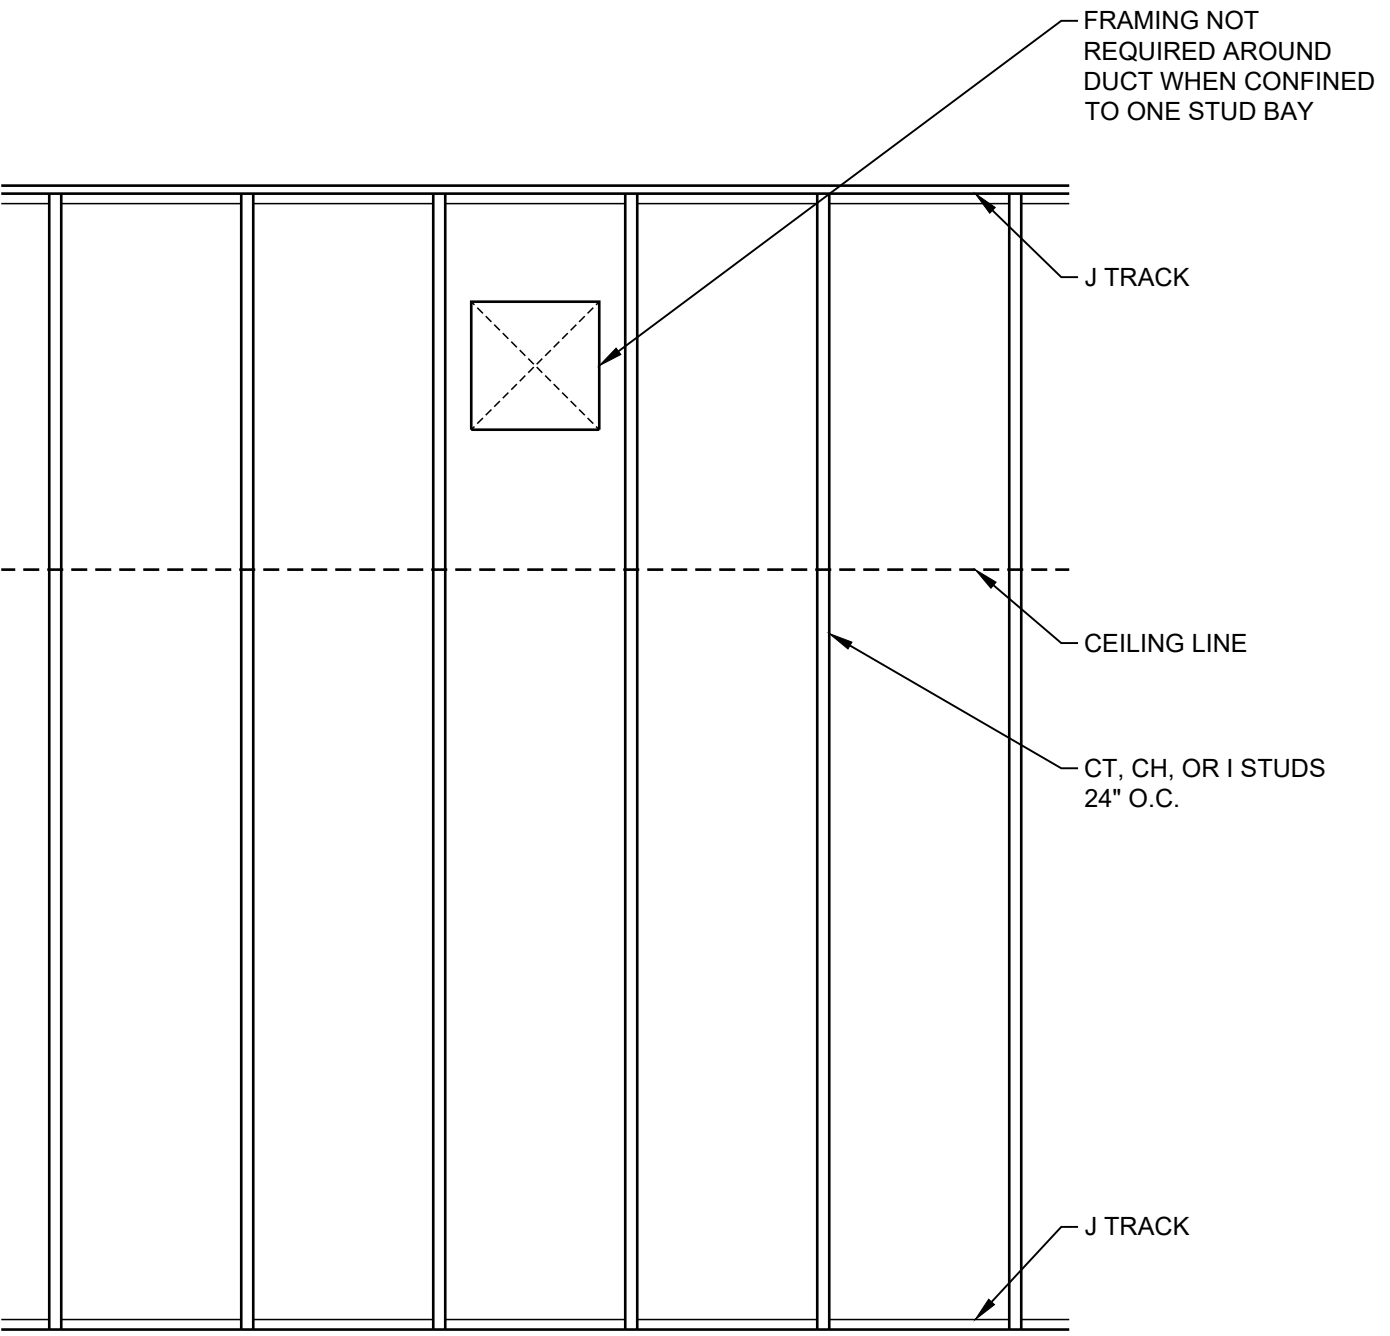 FRAMING NOT
REQUIRED AROUND
DUCT WHEN CONFINED
TO ONE STUD BAY
J TRACK
CEILING LINE
CT, CH, OR I STUDS
24" O.C.
J TRACK